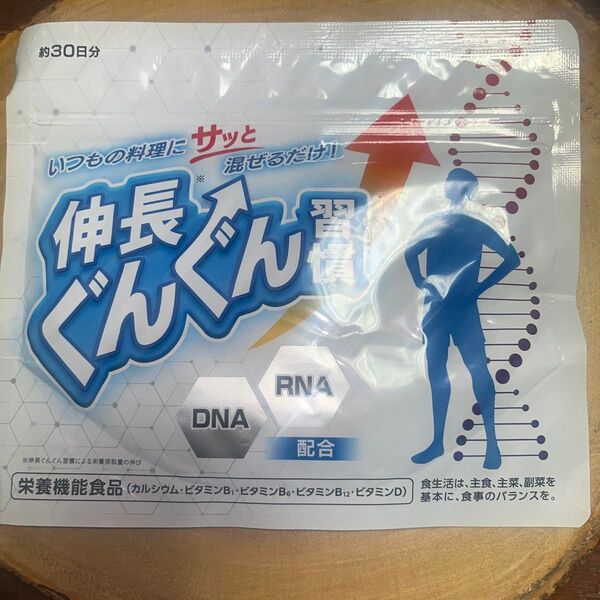 約30日分
いつもの料理に
サッと
混ぜるだけ！
伸長※
ぐんぐん
習慣
DNA
RNA
配合
※伸長ぐんぐん習慣による栄養摂取量の伸び
栄養機能食品（カルシウム・ビタミンB1・ビタミンB6・ビタミンB12・ビタミンD）
食生活は、主食、主菜、副菜を
基本に、食事のバランスを。